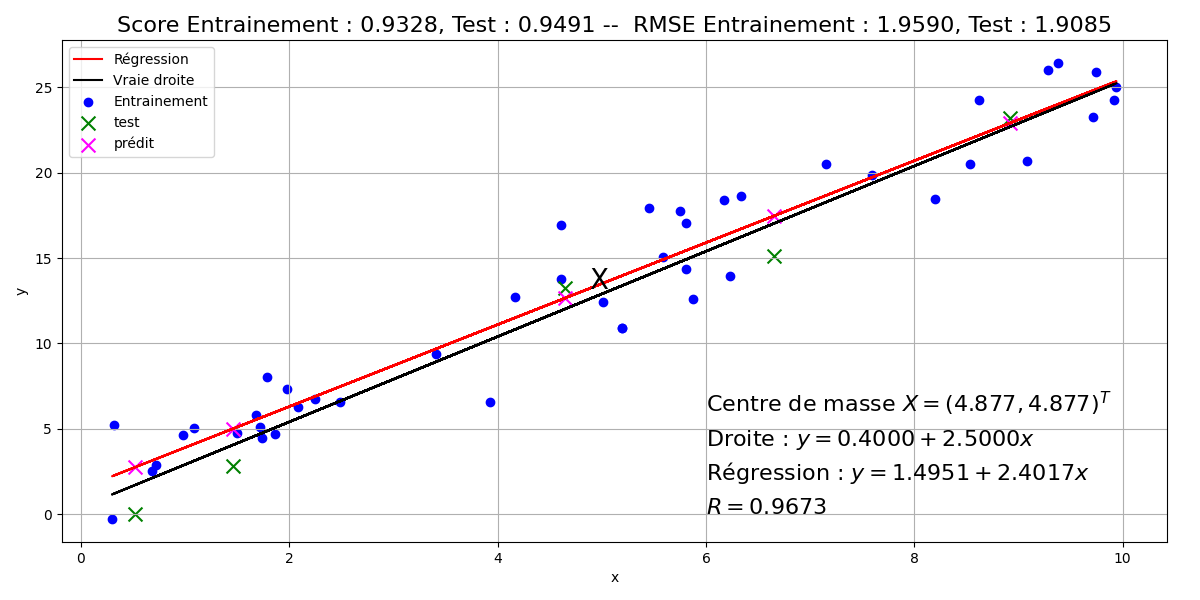 Score Entrainement : 0.9328, Test : 0.9491 -- RMSE Entrainement : 1.9590, Test : 1.9085
Régression
Vraie droite
Entrainement
test
prédit
25
20
15
10
5
0
y
X
Centre de masse X = (4.877, 4.877)^T
Droite : y = 0.4000 + 2.5000x
Régression : y = 1.4951 + 2.4017x
R = 0.9673
0 2 4 6 8 10
x